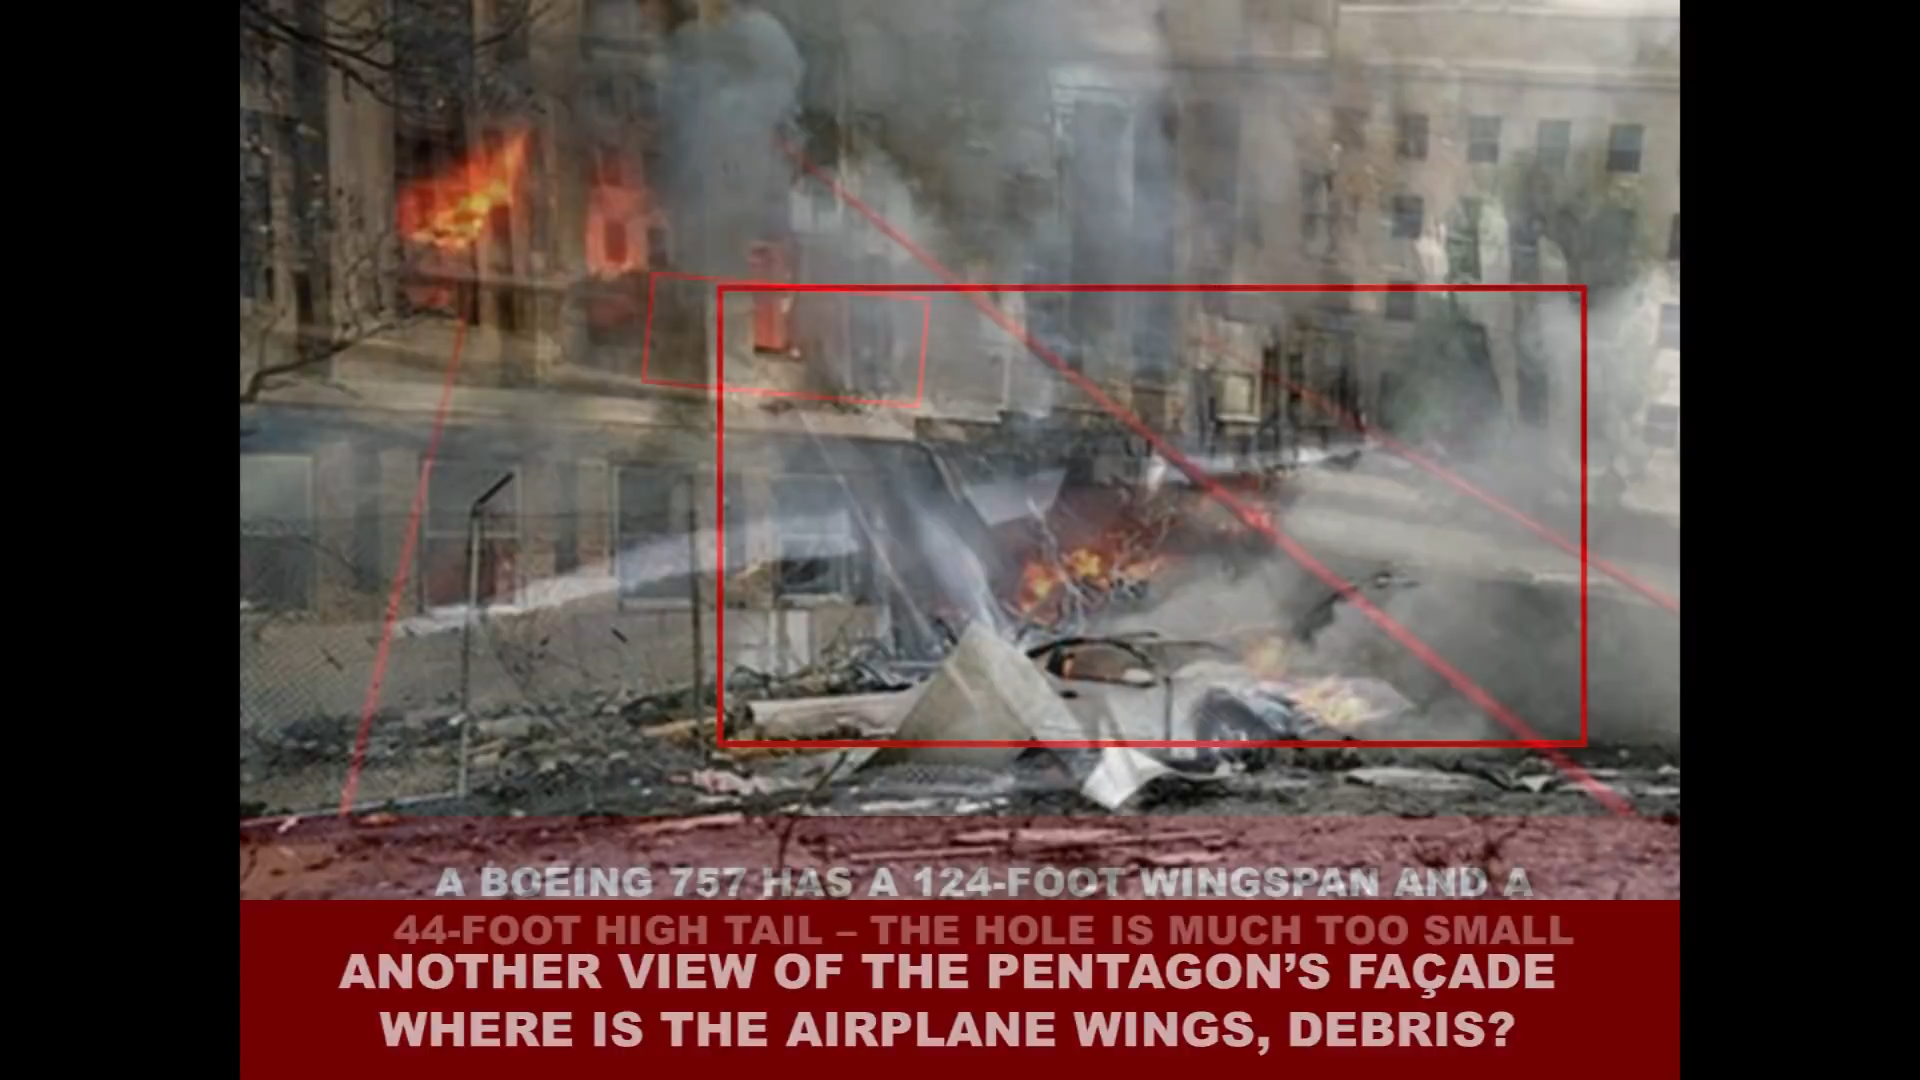 A BOEING 757 HAS A 124-FOOT WINGSPAN AND A
44-FOOT HIGH TAIL – THE HOLE IS MUCH TOO SMALL
ANOTHER VIEW OF THE PENTAGON'S FAÇADE
WHERE IS THE AIRPLANE WINGS, DEBRIS?